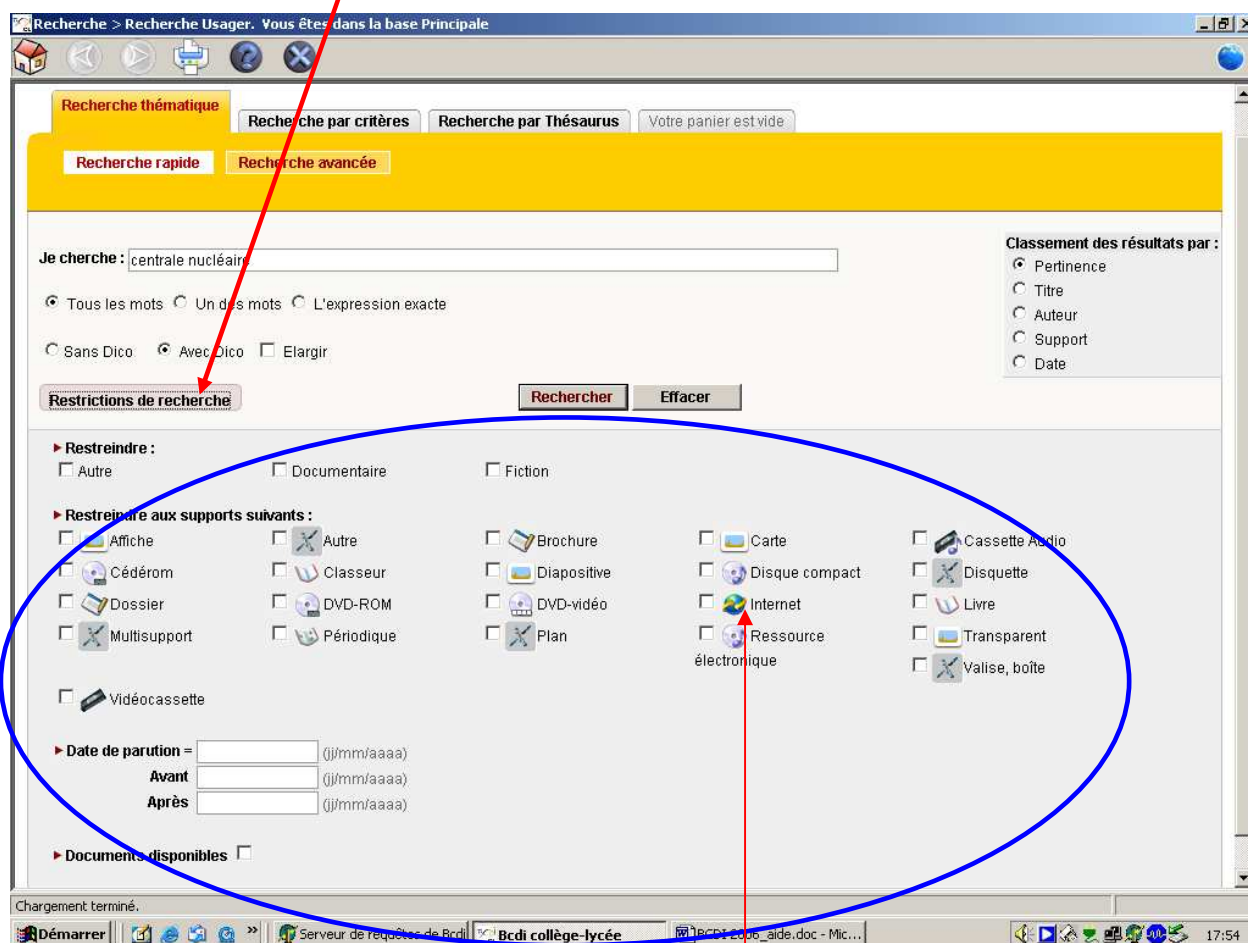 Recherche > Recherche Usager. Vous êtes dans la base Principale
Recherche thématique Recherche par critères Recherche par Thésaurus Votre panier est vide
Recherche rapide Recherche avancée
Je cherche : centrale nucléaire
Classement des résultats par :
Pertinence
Titre
Auteur
Support
Date
Tous les mots Un des mots L'expression exacte
Sans Dico Avec Dico Elargir
Restrictions de recherche Rechercher Effacer
Restreindre :
Autre Documentaire Fiction
Restreindre aux supports suivants :
Affiche Autre Brochure Carte Cassette Audio
Cédérom Classeur Diapositive Disque compact Disquette
Dossier DVD-ROM DVD-vidéo Internet Livre
Multisupport Périodique Plan Ressource électronique Transparent
Valise, boîte
Vidéocassette
Date de parution = (jj/mm/aaaa)
Avant (jj/mm/aaaa)
Après (jj/mm/aaaa)
Documents disponibles
Chargement terminé.
Démarrer » Serveur de requêtes de Bcdi Bcdi collège-lycée BCDI 2006_aide.doc - Mic... 17:54